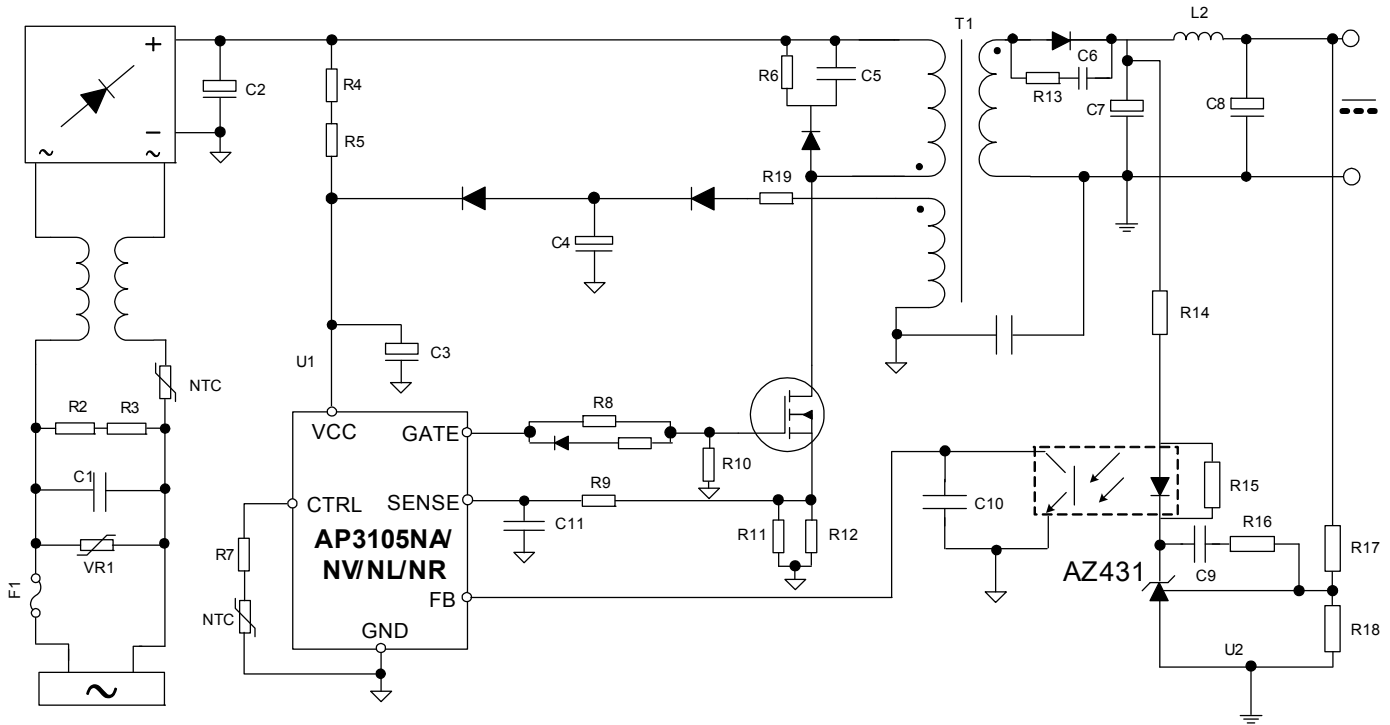 T1
L2
+
C2
R4
R6
C5
C6
R13
C7
C8
−
~
~
R5
R19
C4
R14
U1
C3
NTC
R2
R3
VCC
GATE
R8
R10
C1
CTRL
SENSE
R9
C11
R11
R12
C10
R15
R16
R17
AP3105NA/
NV/NL/NR
R7
VR1
C9
AZ431
F1
NTC
FB
GND
R18
U2
~